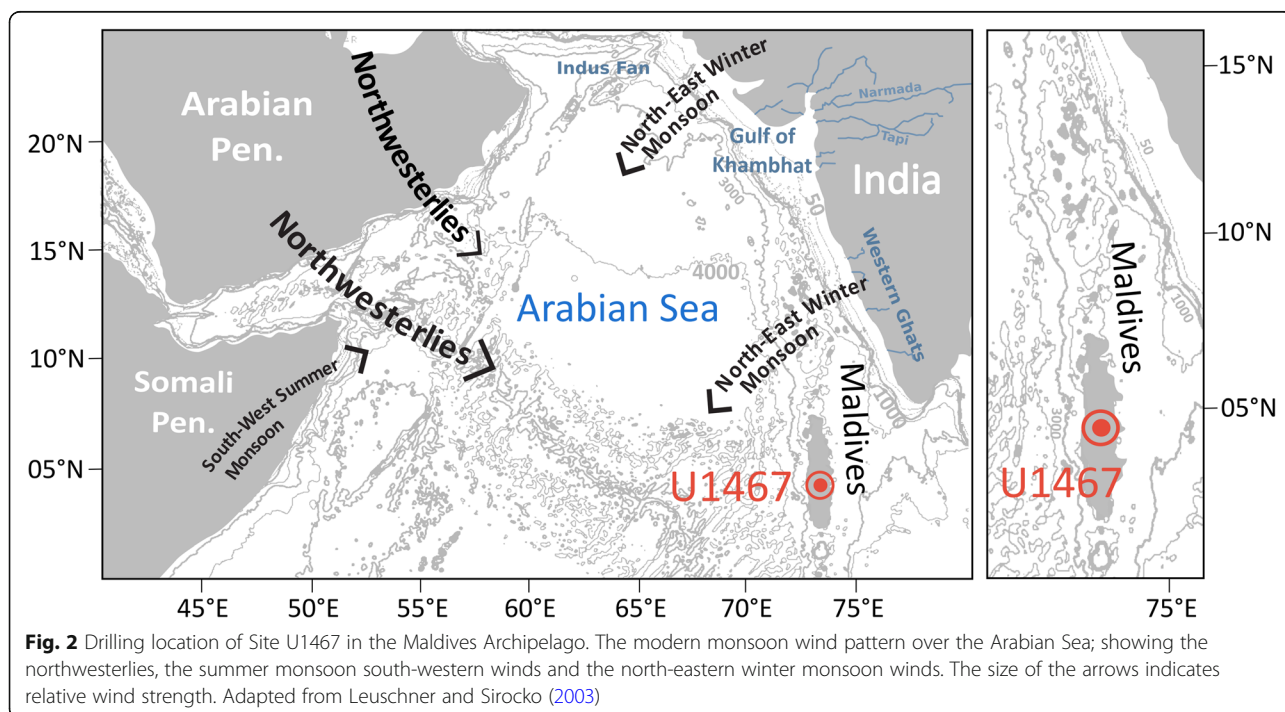 Indus Fan
Northwesterlies
North-East Winter
Monsoon
Narmada
Tapi
Arabian
Pen.
Gulf of
Khambhat
India
20°N
15°N
10°N
05°N
3000
50
4000
1000
Northwesterlies
Arabian Sea
Western Ghats
North-East Winter
Monsoon
South-West Summer
Monsoon
Somali
Pen.
Maldives
U1467
45°E
50°E
55°E
60°E
65°E
70°E
75°E
15°N
10°N
05°N
50
1000
3000
Maldives
U1467
75°E
Fig. 2 Drilling location of Site U1467 in the Maldives Archipelago. The modern monsoon wind pattern over the Arabian Sea; showing the
northwesterlies, the summer monsoon south-western winds and the north-eastern winter monsoon winds. The size of the arrows indicates
relative wind strength. Adapted from Leuschner and Sirocko (2003)